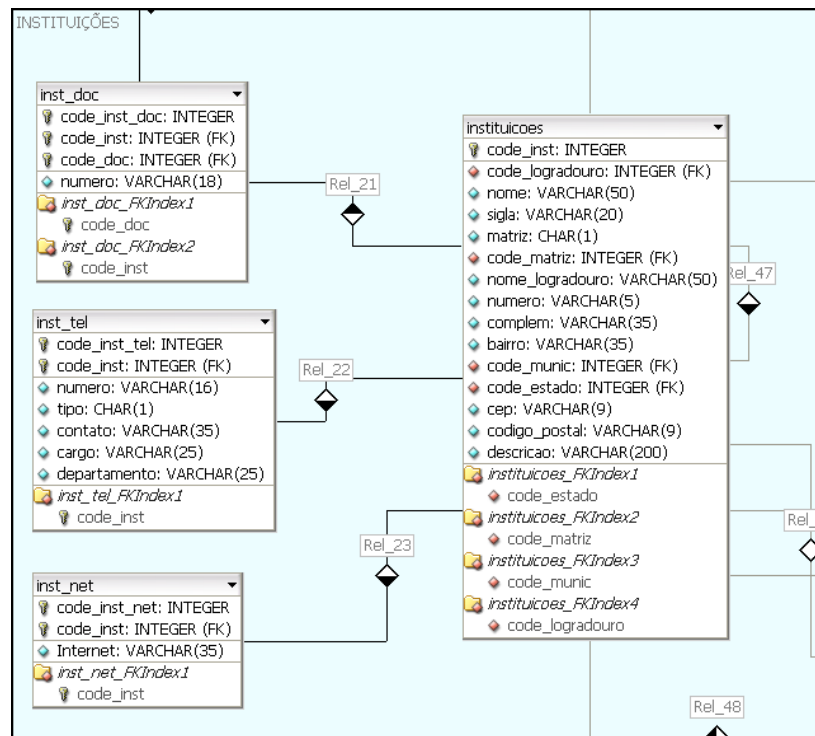 INSTITUIÇÕES
inst_doc
code_inst_doc: INTEGER
code_inst: INTEGER (FK)
code_doc: INTEGER (FK)
numero: VARCHAR(18)
inst_doc_FKIndex1
code_doc
inst_doc_FKIndex2
code_inst
Rel_21
inst_tel
code_inst_tel: INTEGER
code_inst: INTEGER (FK)
numero: VARCHAR(16)
tipo: CHAR(1)
contato: VARCHAR(35)
cargo: VARCHAR(25)
departamento: VARCHAR(25)
inst_tel_FKIndex1
code_inst
Rel_22
inst_net
code_inst_net: INTEGER
code_inst: INTEGER (FK)
Internet: VARCHAR(35)
inst_net_FKIndex1
code_inst
Rel_23
instituicoes
code_inst: INTEGER
code_logradouro: INTEGER (FK)
nome: VARCHAR(50)
sigla: VARCHAR(20)
matriz: CHAR(1)
code_matriz: INTEGER (FK)
nome_logradouro: VARCHAR(50)
numero: VARCHAR(5)
complem: VARCHAR(35)
bairro: VARCHAR(35)
code_munic: INTEGER (FK)
code_estado: INTEGER (FK)
cep: VARCHAR(9)
codigo_postal: VARCHAR(9)
descricao: VARCHAR(200)
instituicoes_FKIndex1
code_estado
instituicoes_FKIndex2
code_matriz
instituicoes_FKIndex3
code_munic
instituicoes_FKIndex4
code_logradouro
Rel_47
Rel_
Rel_48